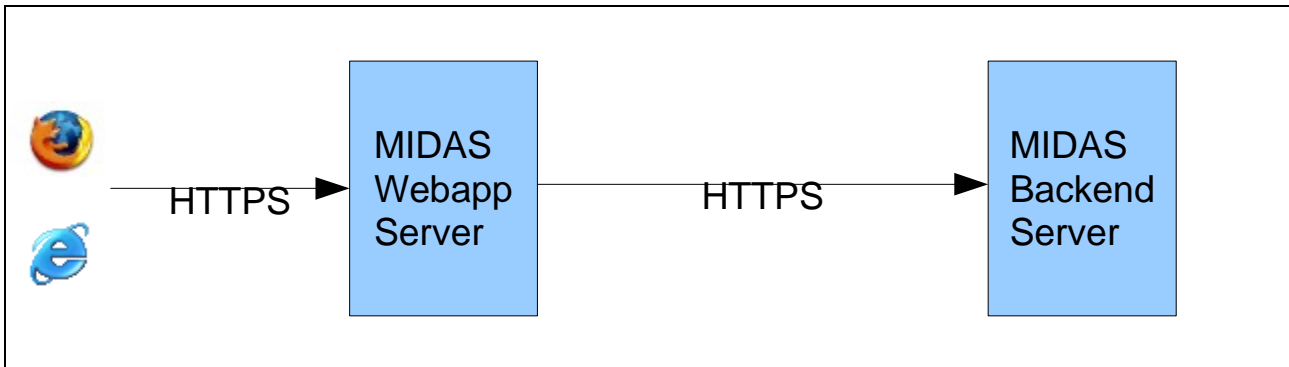 HTTPS
MIDAS
Webapp
Server
HTTPS
MIDAS
Backend
Server